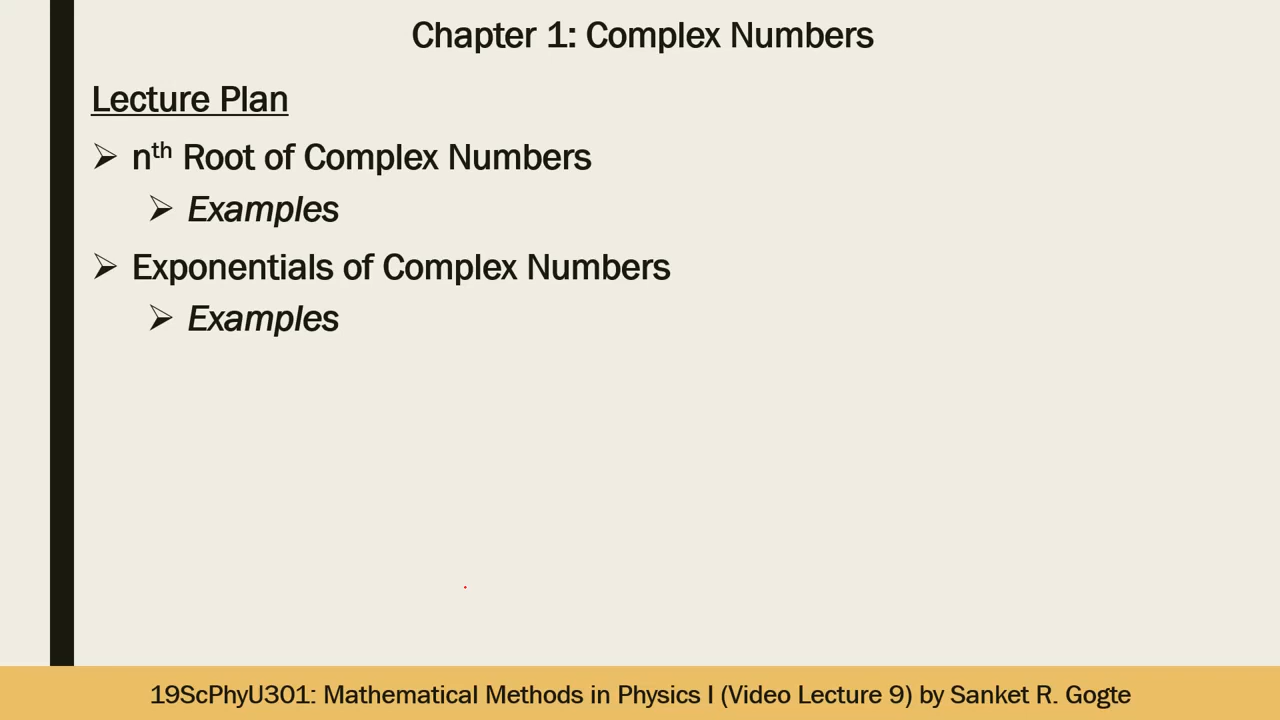 Chapter 1: Complex Numbers
Lecture Plan
➢ nᵗʰ Root of Complex Numbers
➢ Examples
➢ Exponentials of Complex Numbers
➢ Examples
19ScPhyU301: Mathematical Methods in Physics I (Video Lecture 9) by Sanket R. Gogte